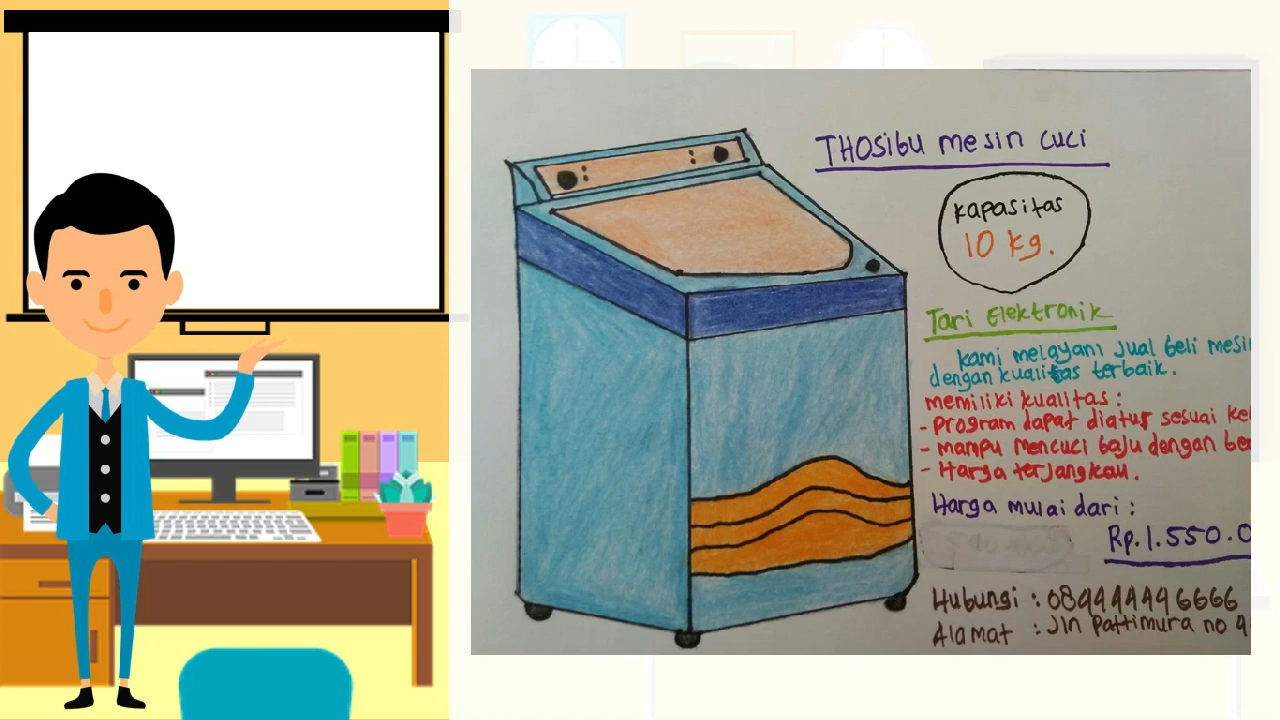 THOSIBU mesin cuci
kapasitas
10 kg.
Tari Elektronik
kami melayani jual beli
dengan kualitas terbaik.
memiliki kualitas :
- program dapat diatur sesuai
- mampu mencuci baju dengan
- Harga terjangkau.
Harga mulai dari :
Rp.1.550.0
Hubungi :
Alamat : Jln pattimura no